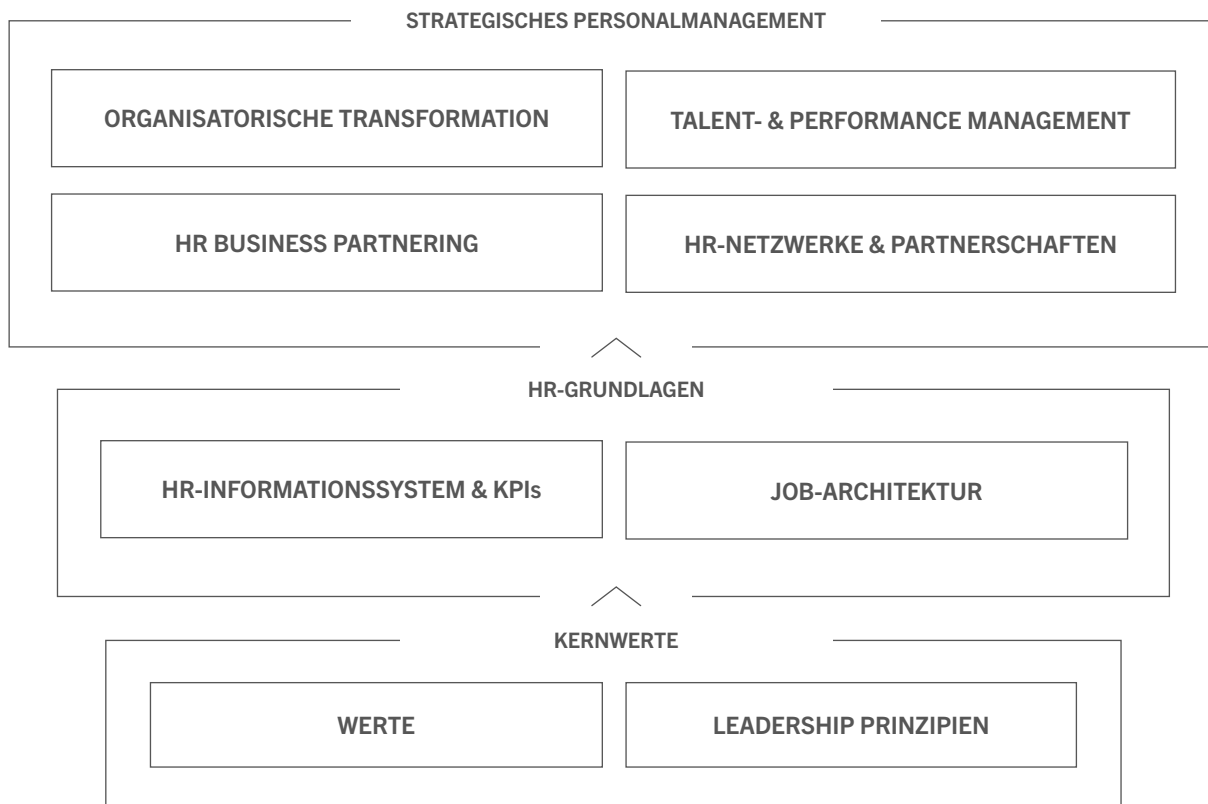 STRATEGISCHES PERSONALMANAGEMENT
ORGANISATORISCHE TRANSFORMATION
TALENT- & PERFORMANCE MANAGEMENT
HR BUSINESS PARTNERING
HR-NETZWERKE & PARTNERSCHAFTEN
HR-GRUNDLAGEN
HR-INFORMATIONSSYSTEM & KPIs
JOB-ARCHITEKTUR
KERNWERTE
WERTE
LEADERSHIP PRINZIPIEN